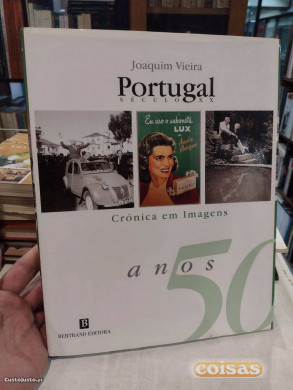 Joaquim Vieira
Portugal
SÉCULO XX
Eu uso o sabonete
LUX
Crónica em Imagens
anos
50
B
BERTRAND EDITORA
CustoJusto.pt
coisas